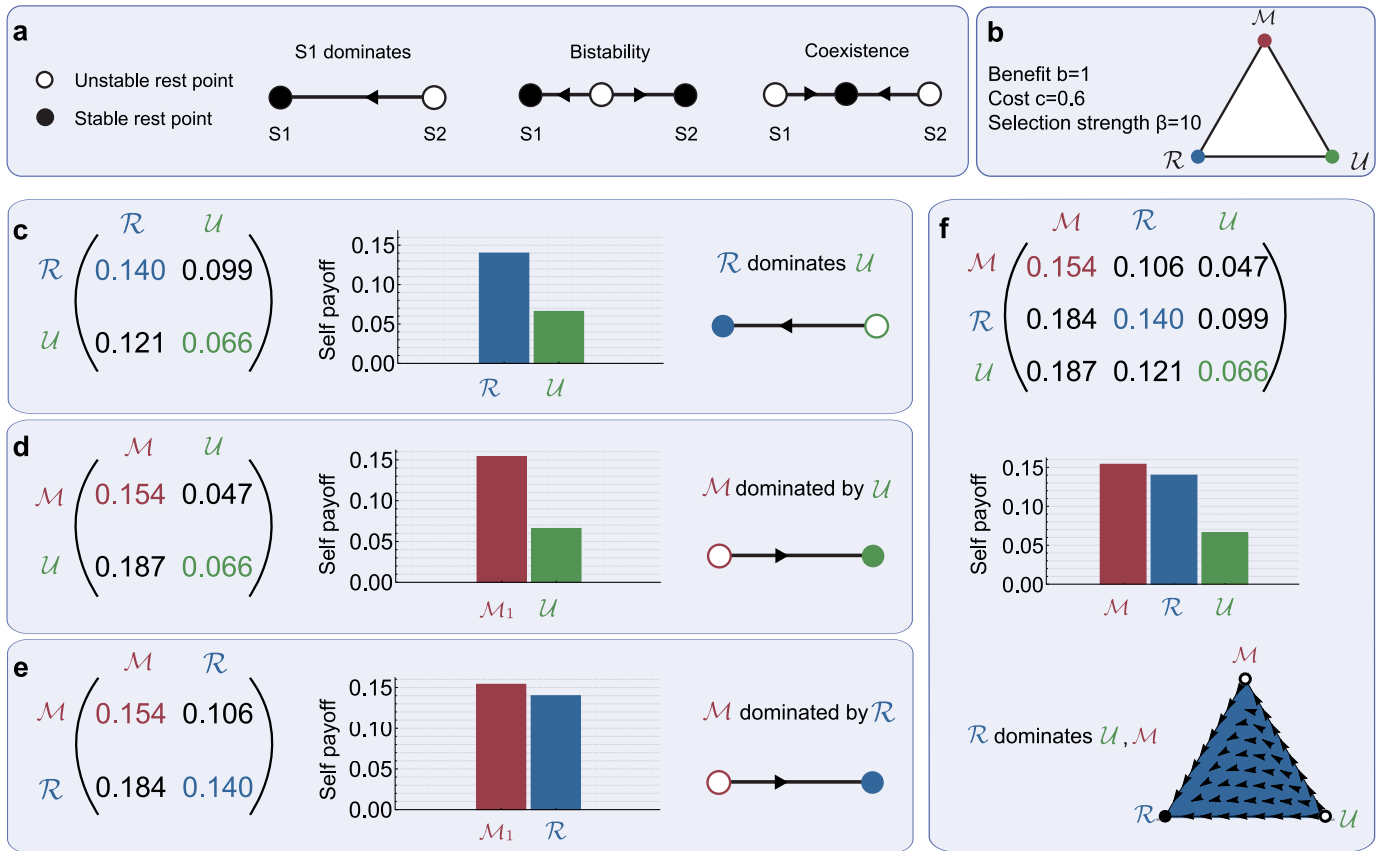 a
S1 dominates
Bistability
Coexistence
Unstable rest point
Stable rest point
S1
S2
S1
S2
S1
S2
b
ℳ
Benefit b=1
Cost c=0.6
Selection strength β=10
ℛ
𝒰
c
ℛ 𝒰
ℛ 0.140 0.099
𝒰 0.121 0.066
Self payoff
0.15
0.10
0.05
0.00
ℛ 𝒰
ℛ dominates 𝒰
d
ℳ 𝒰
ℳ 0.154 0.047
𝒰 0.187 0.066
Self payoff
0.15
0.10
0.05
0.00
ℳ₁ 𝒰
ℳ dominated by 𝒰
e
ℳ ℛ
ℳ 0.154 0.106
ℛ 0.184 0.140
Self payoff
0.15
0.10
0.05
0.00
ℳ₁ ℛ
ℳ dominated by ℛ
f
ℳ ℛ 𝒰
ℳ 0.154 0.106 0.047
ℛ 0.184 0.140 0.099
𝒰 0.187 0.121 0.066
Self payoff
0.15
0.10
0.05
0.00
ℳ ℛ 𝒰
ℳ
ℛ dominates 𝒰, ℳ
ℛ
𝒰